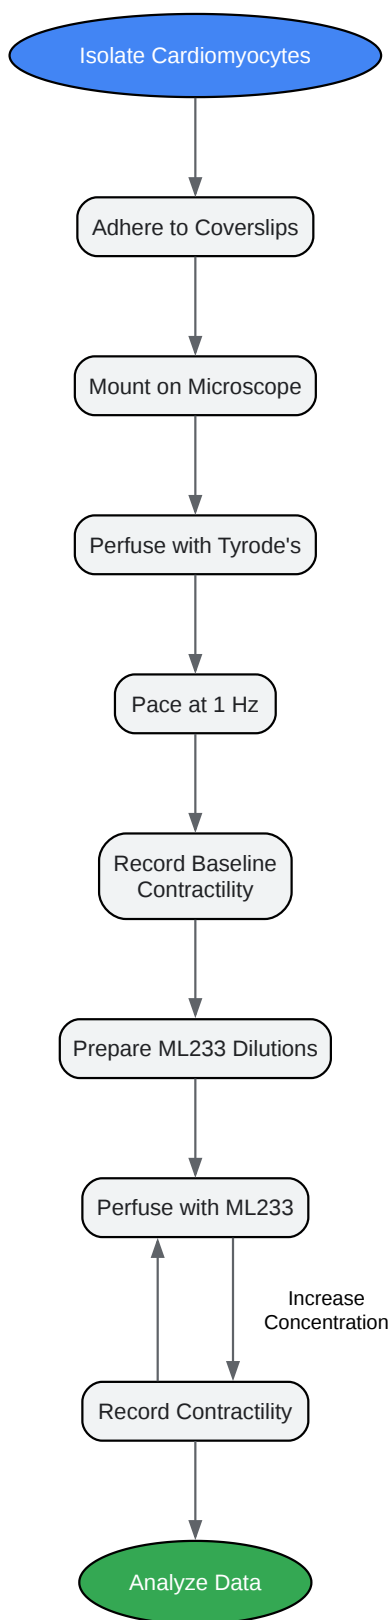 Isolate Cardiomyocytes
Adhere to Coverslips
Mount on Microscope
Perfuse with Tyrode's
Pace at 1 Hz
Record Baseline
Contractility
Prepare ML233 Dilutions
Perfuse with ML233
Increase
Concentration
Record Contractility
Analyze Data